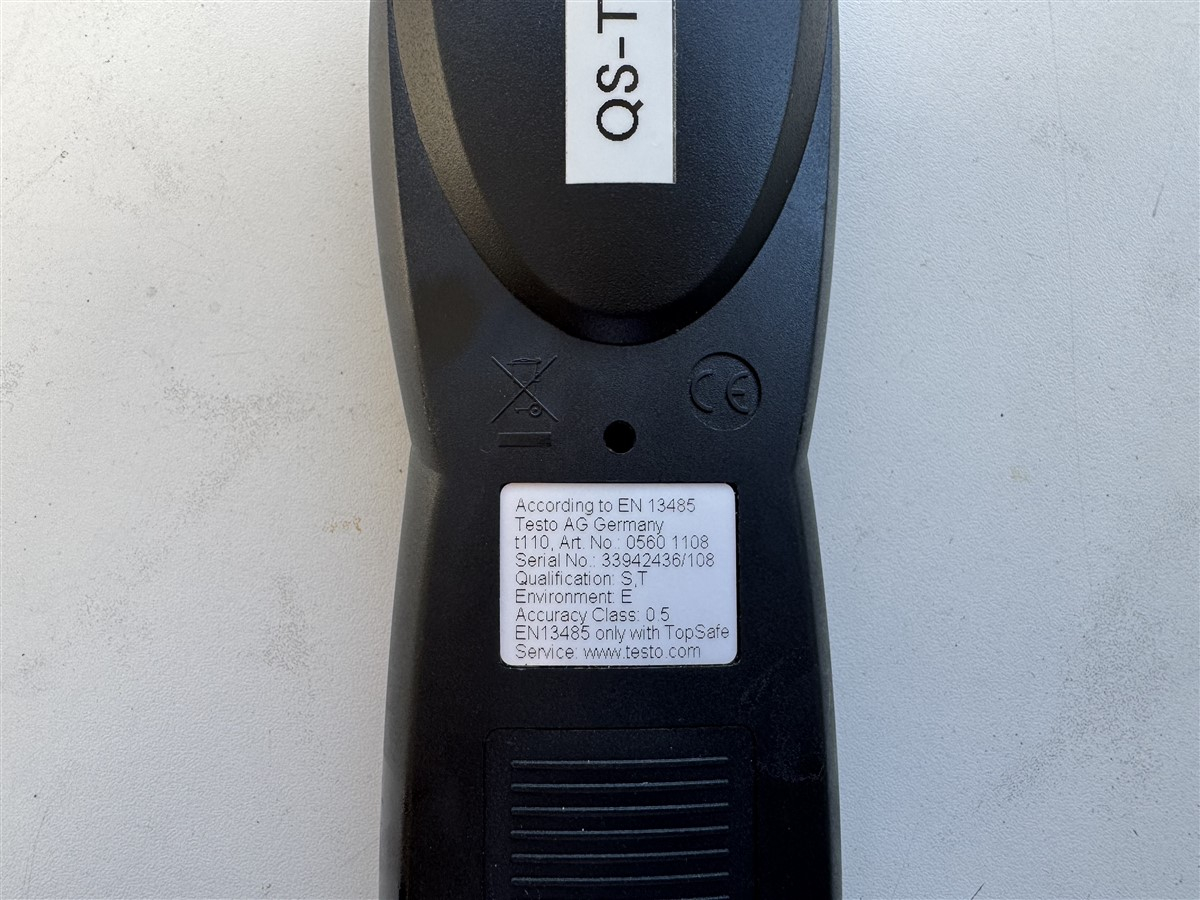 QS-T
CE
According to EN 13485
Testo AG Germany
t110, Art. No.: 0560 1108
Serial No.: 33942436/108
Qualification: S,T
Environment: E
Accuracy Class: 0.5
EN13485 only with TopSafe
Service: www.testo.com